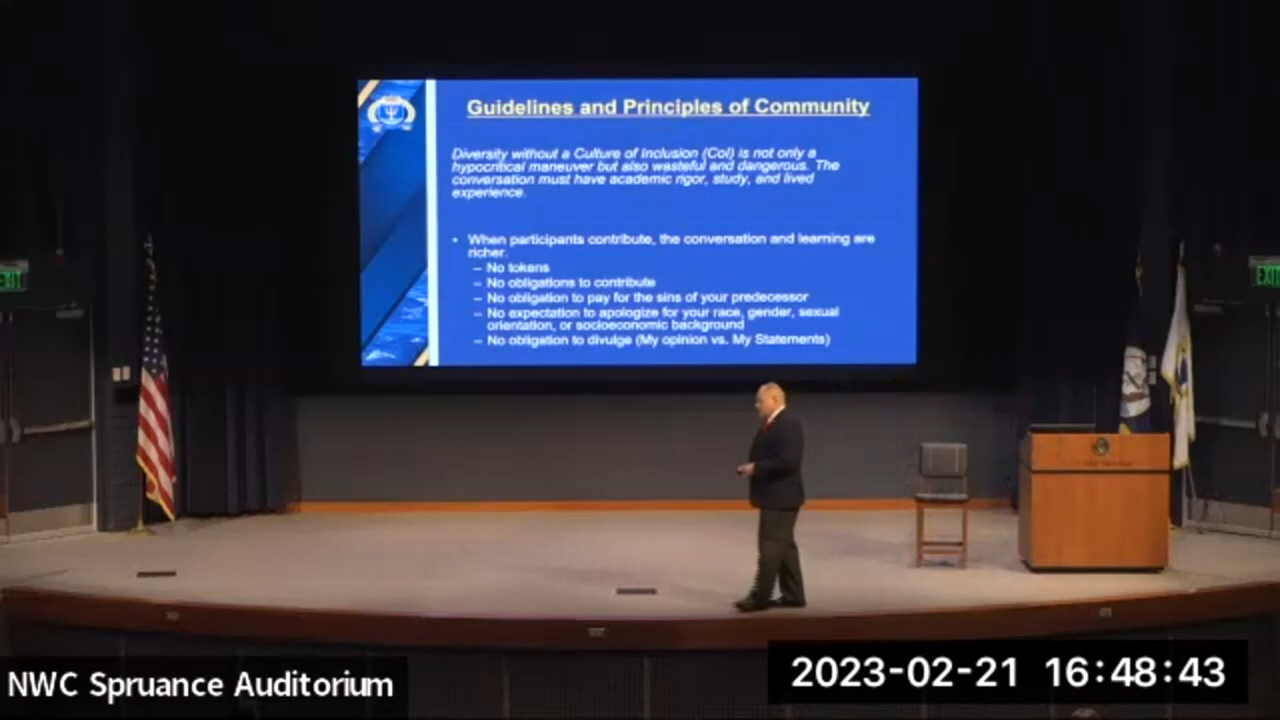 Guidelines and Principles of Community
Diversity without a Culture of Inclusion (CoI) is not only a
hypocritical maneuver but also wasteful and dangerous. The
conversation must have academic rigor, study, and lived
experience.
• When participants contribute, the conversation and learning are
richer.
– No tokens
– No obligations to contribute
– No obligation to pay for the sins of your predecessor
– No expectation to apologize for your race, gender, sexual
orientation, or socioeconomic background
– No obligation to divulge (My opinion vs. My Statements)
EXIT
EXIT
NWC Spruance Auditorium
2023-02-21 16:48:43